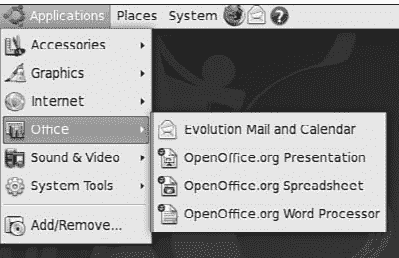 Applications Places System
Accessories
Graphics
Internet
Office
Sound & Video
System Tools
Add/Remove...
Evolution Mail and Calendar
OpenOffice.org Presentation
OpenOffice.org Spreadsheet
OpenOffice.org Word Processor